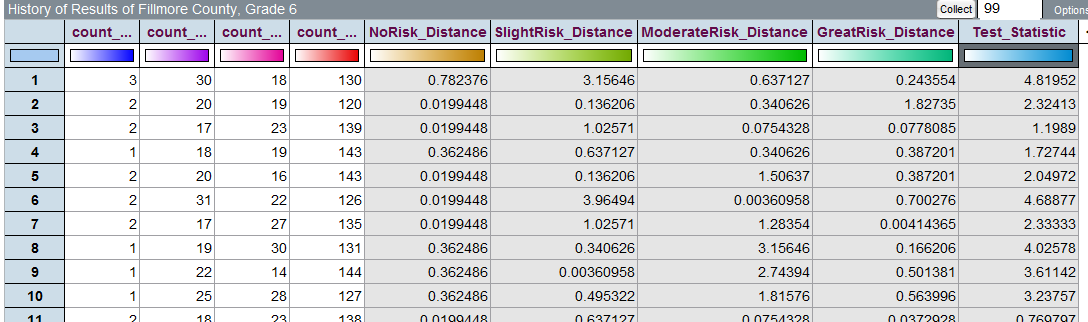 History of Results of Fillmore County, Grade 6 Collect 99 Options
count_... count_... count_... count_... NoRisk_Distance SlightRisk_Distance ModerateRisk_Distance GreatRisk_Distance Test_Statistic
1 3 30 18 130 0.782376 3.15646 0.637127 0.243554 4.81952
2 2 20 19 120 0.0199448 0.136206 0.340626 1.82735 2.32413
3 2 17 23 139 0.0199448 1.02571 0.0754328 0.0778085 1.1989
4 1 18 19 143 0.362486 0.637127 0.340626 0.387201 1.72744
5 2 20 16 143 0.0199448 0.136206 1.50637 0.387201 2.04972
6 2 31 22 126 0.0199448 3.96494 0.00360958 0.700276 4.68877
7 2 17 27 135 0.0199448 1.02571 1.28354 0.00414365 2.33333
8 1 19 30 131 0.362486 0.340626 3.15646 0.166206 4.02578
9 1 22 14 144 0.362486 0.00360958 2.74394 0.501381 3.61142
10 1 25 28 127 0.362486 0.495322 1.81576 0.563996 3.23757
11 2 18 23 138 0.0199448 0.637127 0.0754328 0.0372928 0.769797